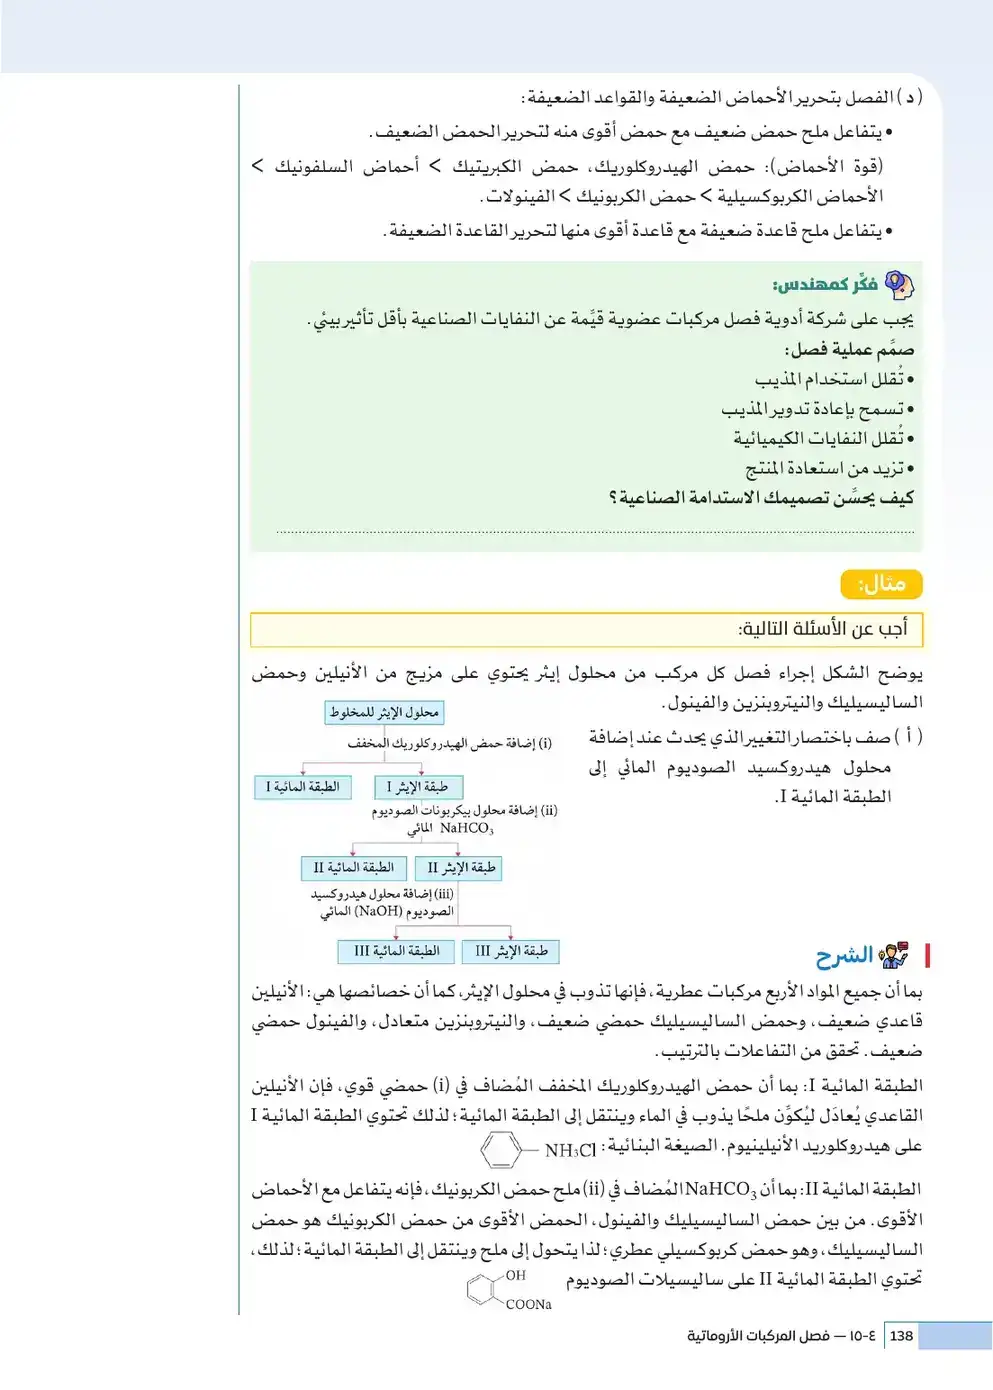 ( د ) الفصل بتحرير الأحماض الضعيفة والقواعد الضعيفة:
• يتفاعل ملح حمض ضعيف مع حمض أقوى منه لتحرير الحمض الضعيف.
(قوة الأحماض): حمض الهيدروكلوريك، حمض الكبريتيك > أحماض السلفونيك >
الأحماض الكربوكسيلية > حمض الكربونيك > الفينولات.
• يتفاعل ملح قاعدة ضعيفة مع قاعدة أقوى منها لتحرير القاعدة الضعيفة.
فكّر كمهندس:
يجب على شركة أدوية فصل مركبات عضوية قيِّمة عن النفايات الصناعية بأقل تأثير بيئي.
صمِّم عملية فصل:
• تُقلل استخدام المذيب
• تسمح بإعادة تدوير المذيب
• تُقلل النفايات الكيميائية
• تزيد من استعادة المنتج
كيف يحسِّن تصميمك الاستدامة الصناعية؟
مثال:
أجب عن الأسئلة التالية:
يوضح الشكل إجراء فصل كل مركب من محلول إيثر يحتوي على مزيج من الأنيلين وحمض
الساليسيليك والنيتروبنزين والفينول.
( أ ) صف باختصار التغيير الذي يحدث عند إضافة
محلول هيدروكسيد الصوديوم المائي إلى
الطبقة المائية I.
محلول الإيثر للمخلوط
(i) إضافة حمض الهيدروكلوريك المخفف
طبقة الإيثر I
الطبقة المائية I
(ii) إضافة محلول بيكربونات الصوديوم
NaHCO₃ المائي
طبقة الإيثر II
الطبقة المائية II
(iii) إضافة محلول هيدروكسيد
الصوديوم (NaOH) المائي
طبقة الإيثر III
الطبقة المائية III
الشرح
بما أن جميع المواد الأربع مركبات عطرية، فإنها تذوب في محلول الإيثر، كما أن خصائصها هي: الأنيلين
قاعدي ضعيف، وحمض الساليسيليك حمضي ضعيف، والنيتروبنزين متعادل، والفينول حمضي
ضعيف. تحقق من التفاعلات بالترتيب.
الطبقة المائية I: بما أن حمض الهيدروكلوريك المخفف المُضاف في (i) حمضي قوي، فإن الأنيلين
القاعدي يُعادَل ليُكوِّن ملحًا يذوب في الماء وينتقل إلى الطبقة المائية؛ لذلك تحتوي الطبقة المائية I
على هيدروكلوريد الأنيلينيوم. الصيغة البنائية: NH₃Cl
الطبقة المائية II: بما أن NaHCO₃ المُضاف في (ii) ملح حمض الكربونيك، فإنه يتفاعل مع الأحماض
الأقوى. من بين حمض الساليسيليك والفينول، الحمض الأقوى من حمض الكربونيك هو حمض
الساليسيليك، وهو حمض كربوكسيلي عطري؛ لذا يتحول إلى ملح وينتقل إلى الطبقة المائية؛ لذلك،
تحتوي الطبقة المائية II على ساليسيلات الصوديوم
OH
COONa
138 ٤-١٥ — فصل المركبات الأروماتية